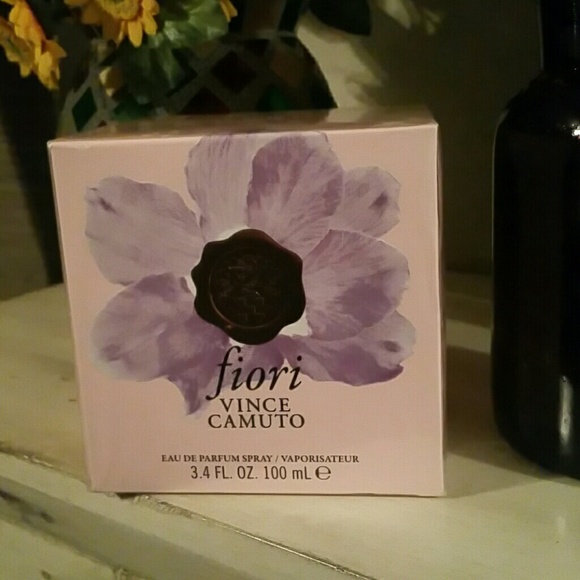 fiori
VINCE
CAMUTO
EAU DE PARFUM SPRAY / VAPORISATEUR
3.4 FL. OZ. 100 mL ℮